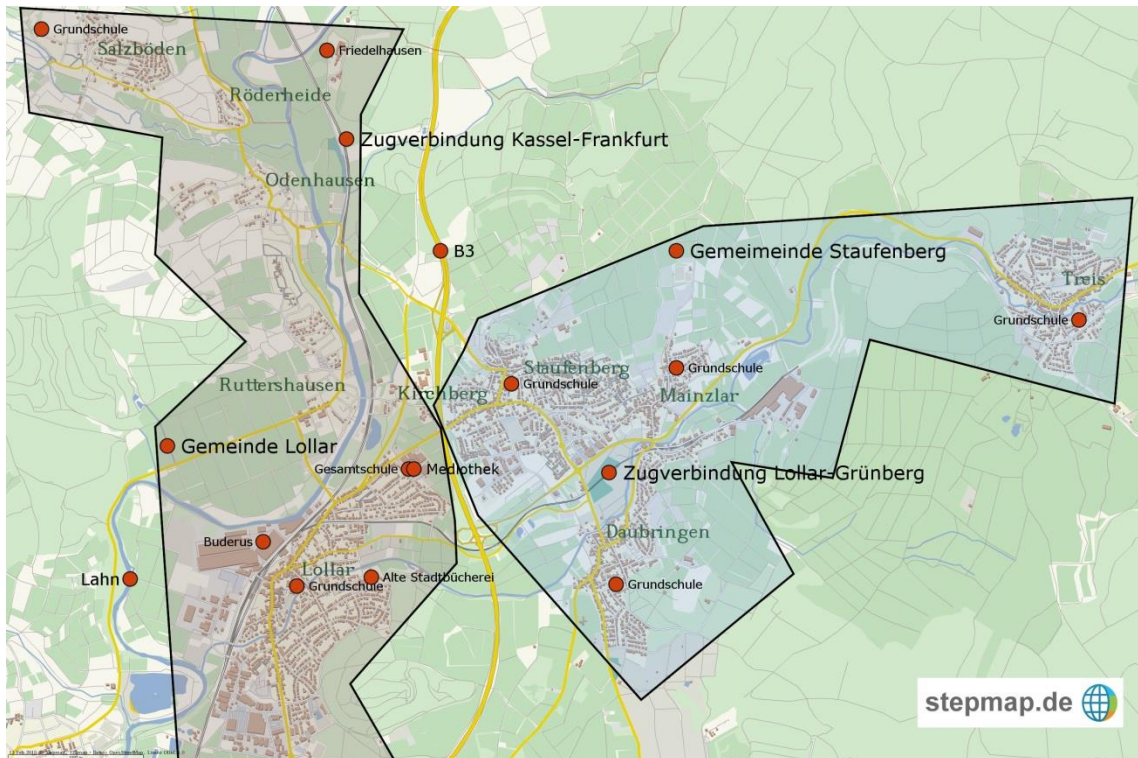 Grundschule
Salzböden
Friedelhausen
Röderheide
Zugverbindung Kassel-Frankfurt
Odenhausen
B3
Gemeimeinde Staufenberg
Treis
Grundschule
Staufenberg
Grundschule
Grundschule
Mainzlar
Ruttershausen
Kirchberg
Gemeinde Lollar
Gesamtschule
Mediothek
Zugverbindung Lollar-Grünberg
Daubringen
Buderus
Lollar
Grundschule
Alte Stadtbücherei
Lahn
Grundschule
stepmap.de